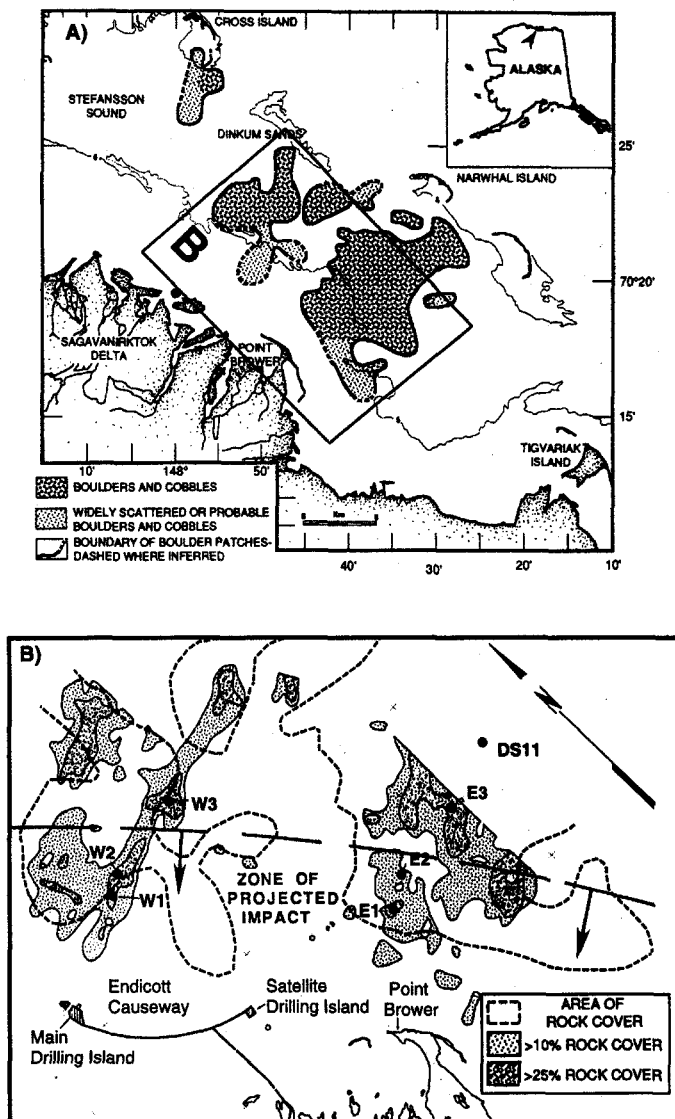 A)
CROSS ISLAND
ALASKA
STEFANSSON
SOUND
DINKUM SANDS
25'
NARWHAL ISLAND
B
70°20'
SAGAVANIRKTOK
DELTA
POINT
BROWER
15'
TIGVARIAK
ISLAND
10'
148°
50'
BOULDERS AND COBBLES
WIDELY SCATTERED OR PROBABLE
BOULDERS AND COBBLES
BOUNDARY OF BOULDER PATCHES-
DASHED WHERE INFERRED
Km
40'
30'
20'
10'
B)
N
DS11
W3
E3
W2
E2
ZONE OF
PROJECTED
IMPACT
W1
E1
Endicott
Causeway
Satellite
Drilling Island
Point
Brower
Main
Drilling Island
AREA OF
ROCK COVER
>10% ROCK COVER
>25% ROCK COVER